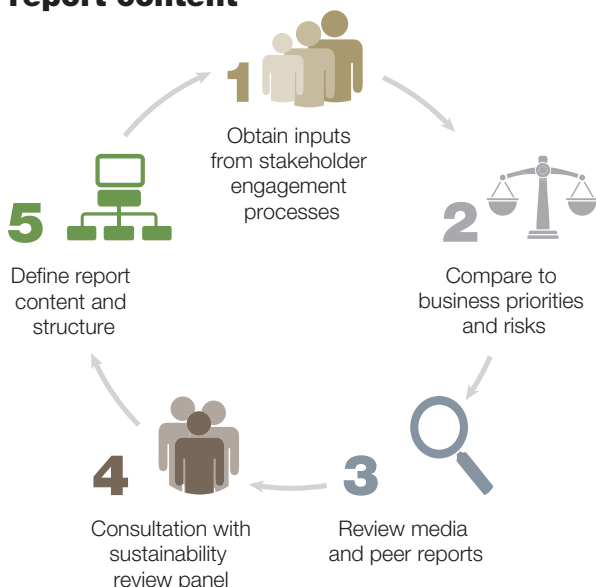 report content
1
Obtain inputs
from stakeholder
engagement
processes
2
Compare to
business priorities
and risks
3
Review media
and peer reports
4
Consultation with
sustainability
review panel
5
Define report
content and
structure